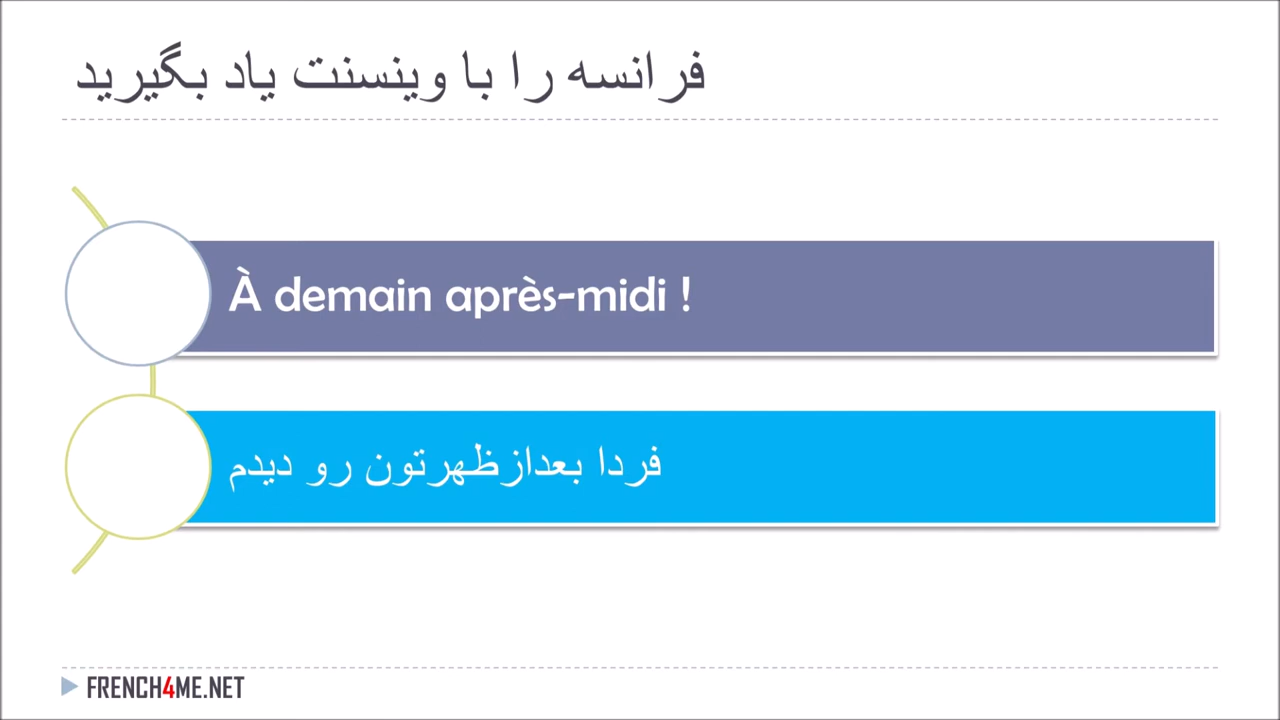 فرانسه را با وینسنت یاد بگیرید
À demain après-midi !
فردا بعدازظهرتون رو دیدم
FRENCH4ME.NET